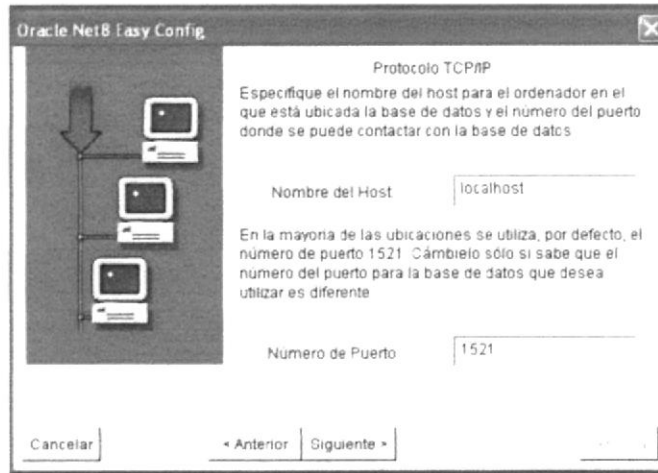 Oracle Net8 Easy Config
Protocolo TCP/IP
Especifique el nombre del host para el ordenador en el
que está ubicada la base de datos y el número del puerto
donde se puede contactar con la base de datos
Nombre del Host
localhost
En la mayoria de las ubicaciones se utiliza, por defecto, el
número de puerto 1521 Cámbielo sólo si sabe que el
número del puerto para la base de datos que desea
utilizar es diferente
Número de Puerto
1521
Cancelar
« Anterior
Siguiente »